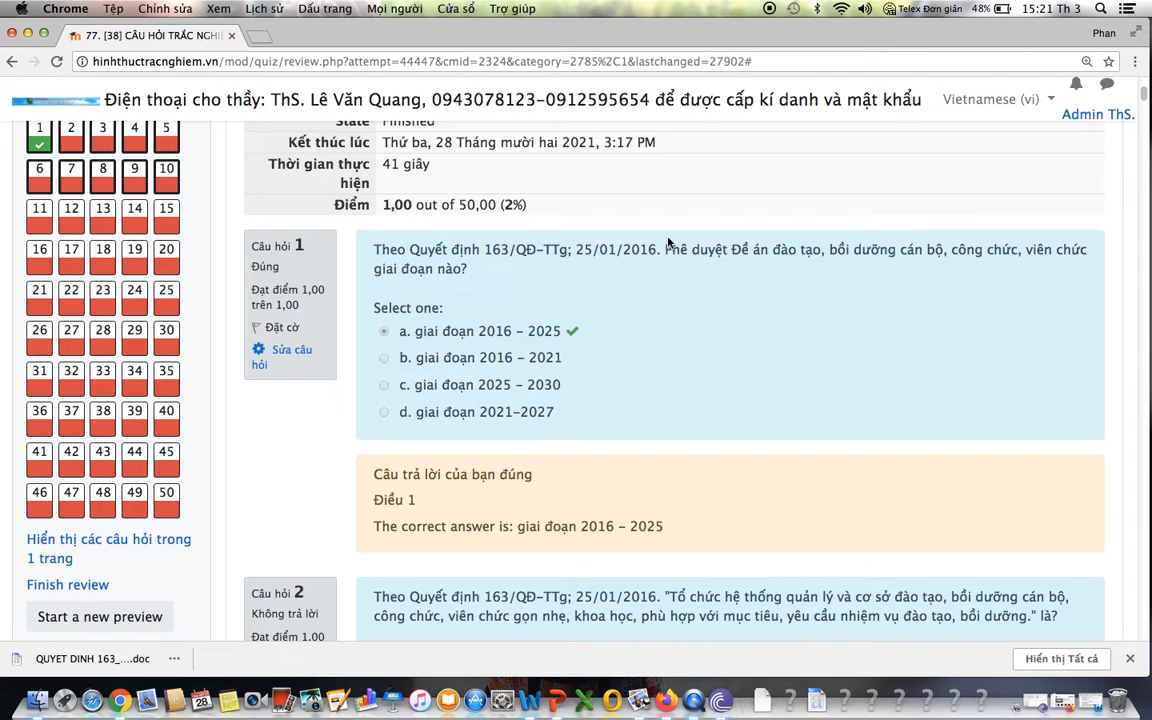 Chrome Tệp Chỉnh sửa Xem Lịch sử Dấu trang Mọi người Cửa sổ Trợ giúp Telex Đơn giản 48% 15:21 Th 3
77. [38] CÂU HỎI TRẮC NGHI Phan
hinhthuctracnghiem.vn/mod/quiz/review.php?attempt=44447&cmid=2324&category=2785%2C1&lastchanged=27902#
Điện thoại cho thầy: ThS. Lê Văn Quang, 0943078123-0912595654 để được cấp kí danh và mật khẩu
Vietnamese (vi)
Admin ThS.
1 2 3 4 5
6 7 8 9 10
11 12 13 14 15
16 17 18 19 20
21 22 23 24 25
26 27 28 29 30
31 32 33 34 35
36 37 38 39 40
41 42 43 44 45
46 47 48 49 50
Hiển thị các câu hỏi trong
1 trang
Finish review
Start a new preview
State Finished
Kết thúc lúc Thứ ba, 28 Tháng mười hai 2021, 3:17 PM
Thời gian thực 41 giây
hiện
Điểm 1,00 out of 50,00 (2%)
Câu hỏi 1
Đúng
Đạt điểm 1,00
trên 1,00
Đặt cờ
Sửa câu
hỏi
Theo Quyết định 163/QĐ-TTg; 25/01/2016. Phê duyệt Đề án đào tạo, bồi dưỡng cán bộ, công chức, viên chức
giai đoạn nào?
Select one:
a. giai đoạn 2016 - 2025
b. giai đoạn 2016 - 2021
c. giai đoạn 2025 - 2030
d. giai đoạn 2021-2027
Câu trả lời của bạn đúng
Điều 1
The correct answer is: giai đoạn 2016 - 2025
Câu hỏi 2
Không trả lời
Đạt điểm 1,00
Theo Quyết định 163/QĐ-TTg; 25/01/2016. "Tổ chức hệ thống quản lý và cơ sở đào tạo, bồi dưỡng cán bộ,
công chức, viên chức gọn nhẹ, khoa học, phù hợp với mục tiêu, yêu cầu nhiệm vụ đào tạo, bồi dưỡng." là?
QUYET DINH 163_....doc
Hiển thị Tất cả